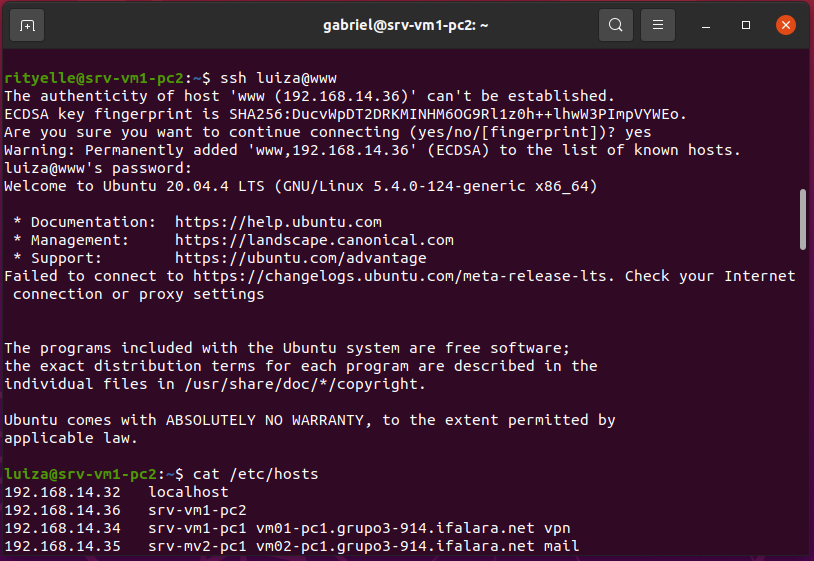 gabriel@srv-vm1-pc2: ~
rityelle@srv-vm1-pc2:~$ ssh luiza@www
The authenticity of host 'www (192.168.14.36)' can't be established.
ECDSA key fingerprint is SHA256:DucvWpDT2DRKMINHM6OG9Rl1z0h++lhwW3PImpVYWEo.
Are you sure you want to continue connecting (yes/no/[fingerprint])? yes
Warning: Permanently added 'www,192.168.14.36' (ECDSA) to the list of known hosts.
luiza@www's password:
Welcome to Ubuntu 20.04.4 LTS (GNU/Linux 5.4.0-124-generic x86_64)
* Documentation:  https://help.ubuntu.com
* Management:     https://landscape.canonical.com
* Support:        https://ubuntu.com/advantage
Failed to connect to https://changelogs.ubuntu.com/meta-release-lts. Check your Internet
connection or proxy settings
The programs included with the Ubuntu system are free software;
the exact distribution terms for each program are described in the
individual files in /usr/share/doc/*/copyright.
Ubuntu comes with ABSOLUTELY NO WARRANTY, to the extent permitted by
applicable law.
luiza@srv-vm1-pc2:~$ cat /etc/hosts
192.168.14.32   localhost
192.168.14.36   srv-vm1-pc2
192.168.14.34   srv-vm1-pc1 vm01-pc1.grupo3-914.ifalara.net vpn
192.168.14.35   srv-mv2-pc1 vm02-pc1.grupo3-914.ifalara.net mail